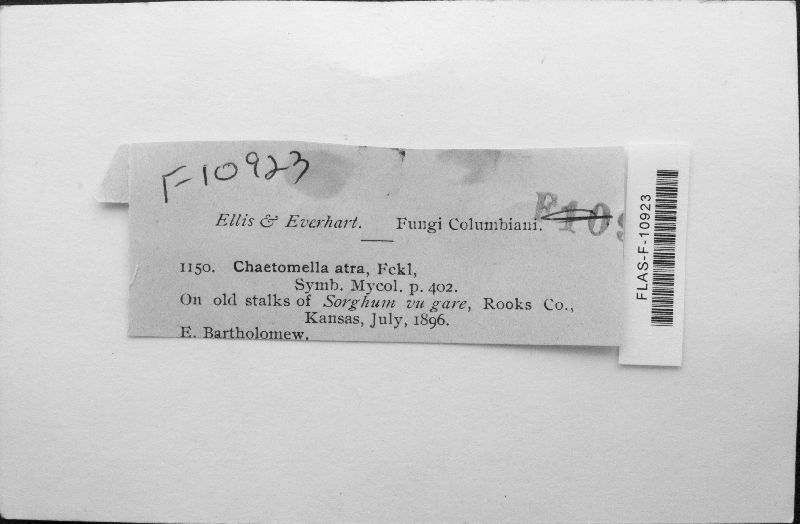 F-10923
Ellis & Everhart. Fungi Columbiani.
1150. Chaetomella atra, Fckl,
Symb. Mycol. p. 402.
On old stalks of Sorghum vu gare, Rooks Co.,
Kansas, July, 1896.
E. Bartholomew.
FLAS-F-10923